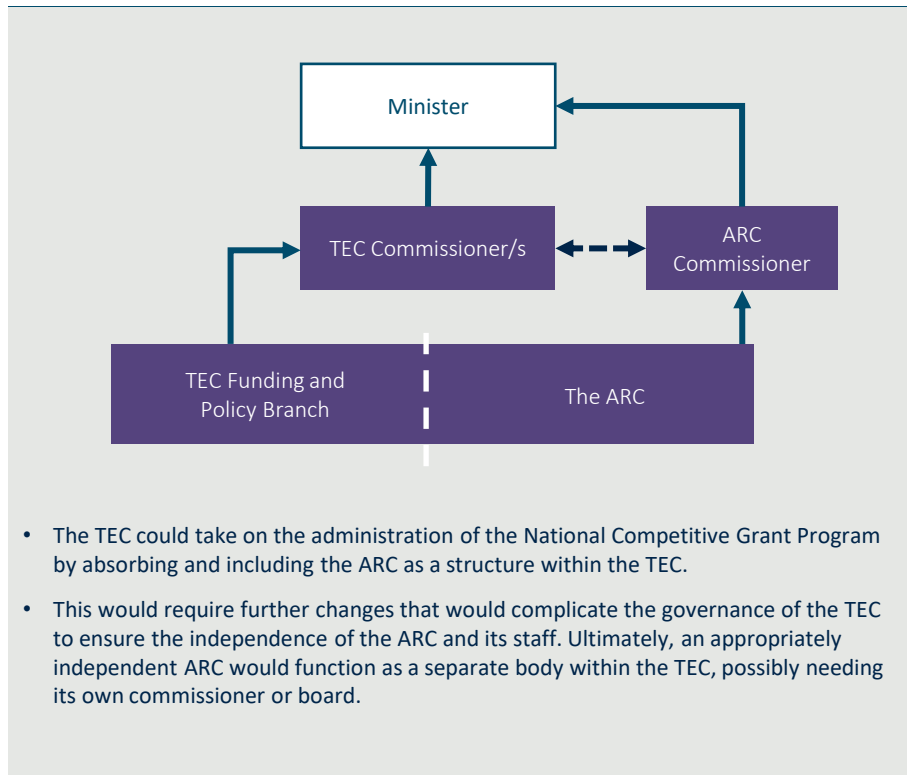 Minister
TEC Commissioner/s
ARC
Commissioner
TEC Funding and
Policy Branch
The ARC
• The TEC could take on the administration of the National Competitive Grant Program
by absorbing and including the ARC as a structure within the TEC.
• This would require further changes that would complicate the governance of the TEC
to ensure the independence of the ARC and its staff. Ultimately, an appropriately
independent ARC would function as a separate body within the TEC, possibly needing
its own commissioner or board.